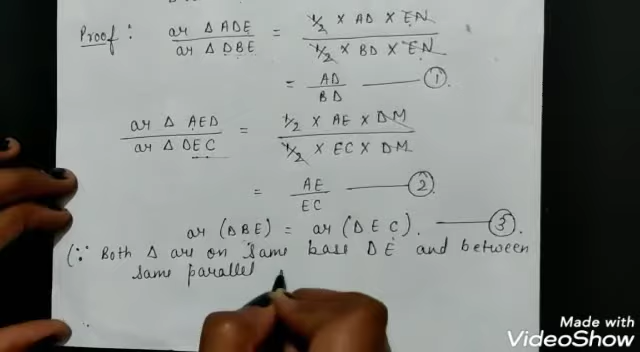 Proof : ar Δ ADE / ar Δ DBE = 1/2 × AD × EN / 1/2 × BD × EN
= AD / BD ——— ①.
ar Δ AED / ar Δ DEC = 1/2 × AE × DM / 1/2 × EC × DM
= AE / EC ——— ②
ar (DBE) = ar (DEC). ——— ③.
(∵ Both Δ are on same base DE and between
same parallel
Made with
VideoShow